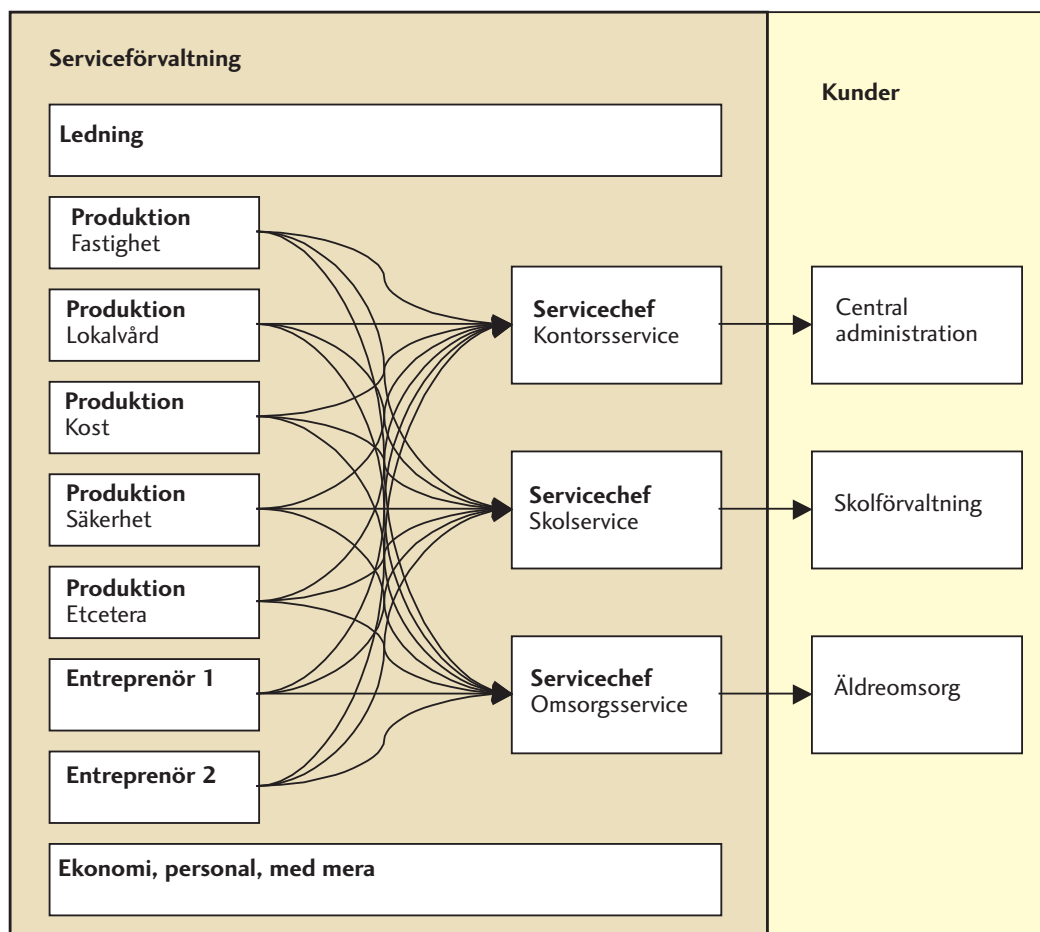 Serviceförvaltning
Kunder
Ledning
Produktion
Fastighet
Produktion
Lokalvård
Produktion
Kost
Produktion
Säkerhet
Produktion
Etcetera
Entreprenör 1
Entreprenör 2
Servicechef
Kontorsservice
Servicechef
Skolservice
Servicechef
Omsorgsservice
Central
administration
Skolförvaltning
Äldreomsorg
Ekonomi, personal, med mera